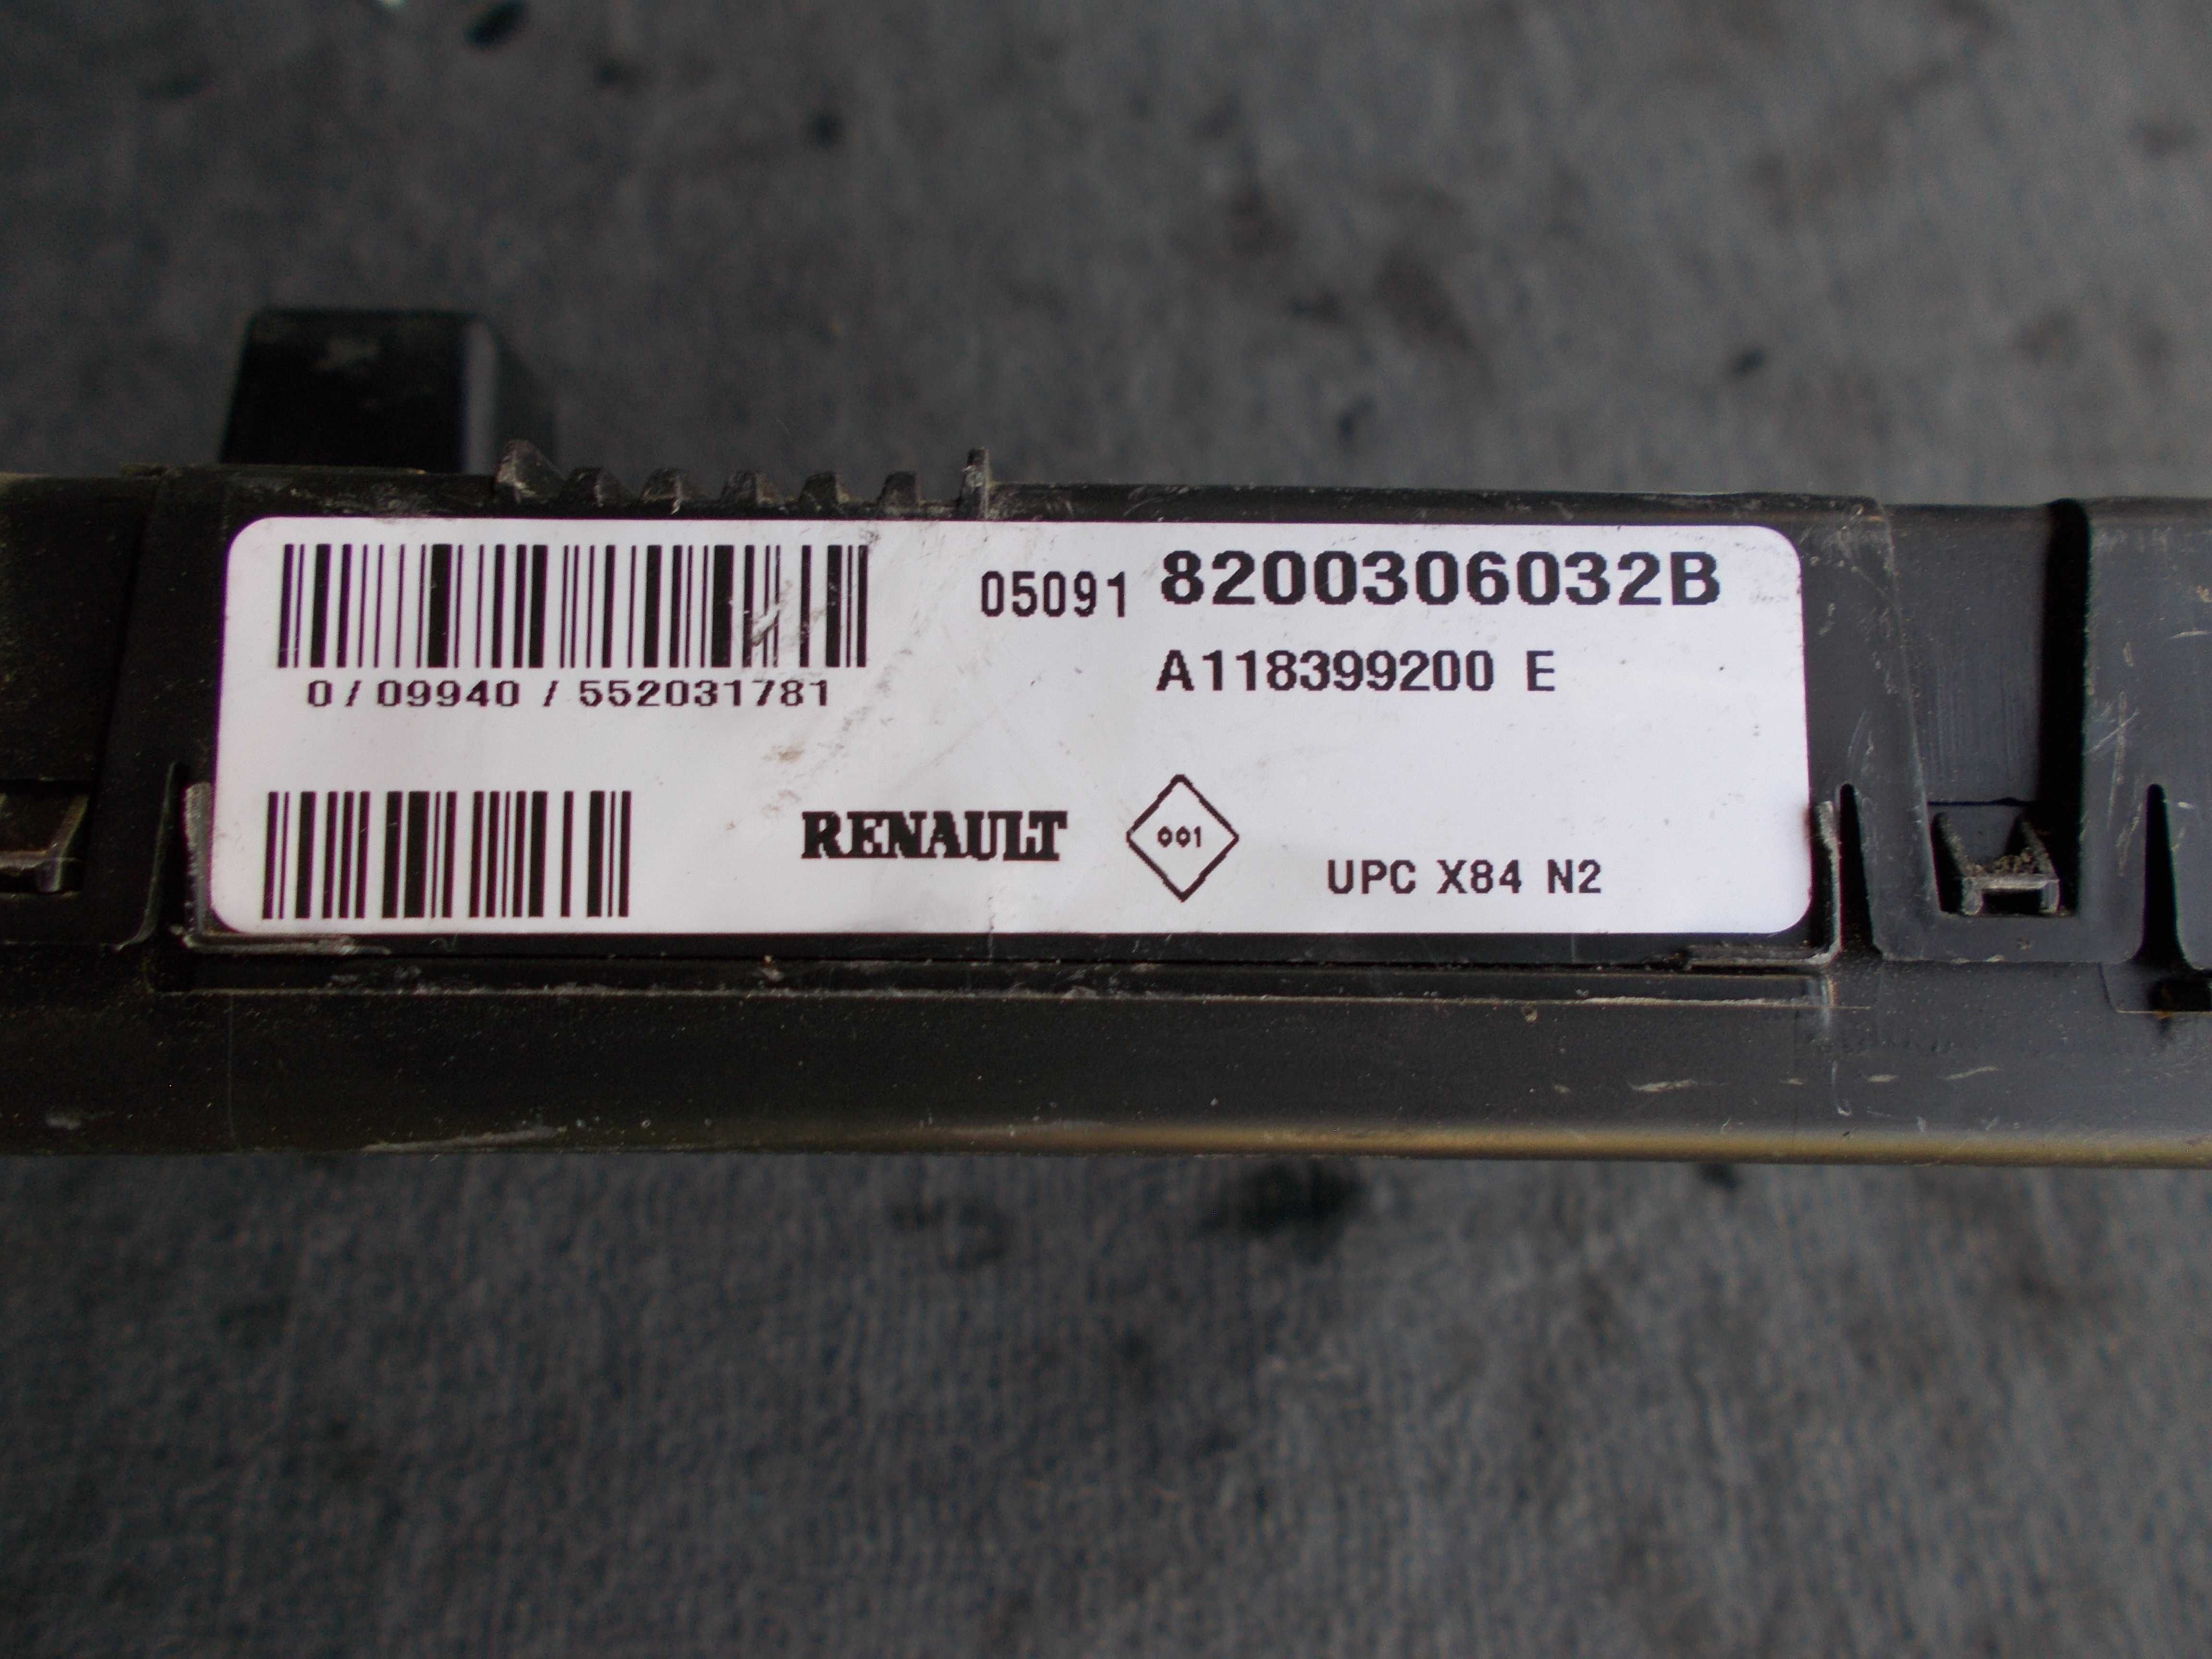 05091 8200306032B
A118399200 E
0/09940/552031781
RENAULT
001
UPC X84 N2